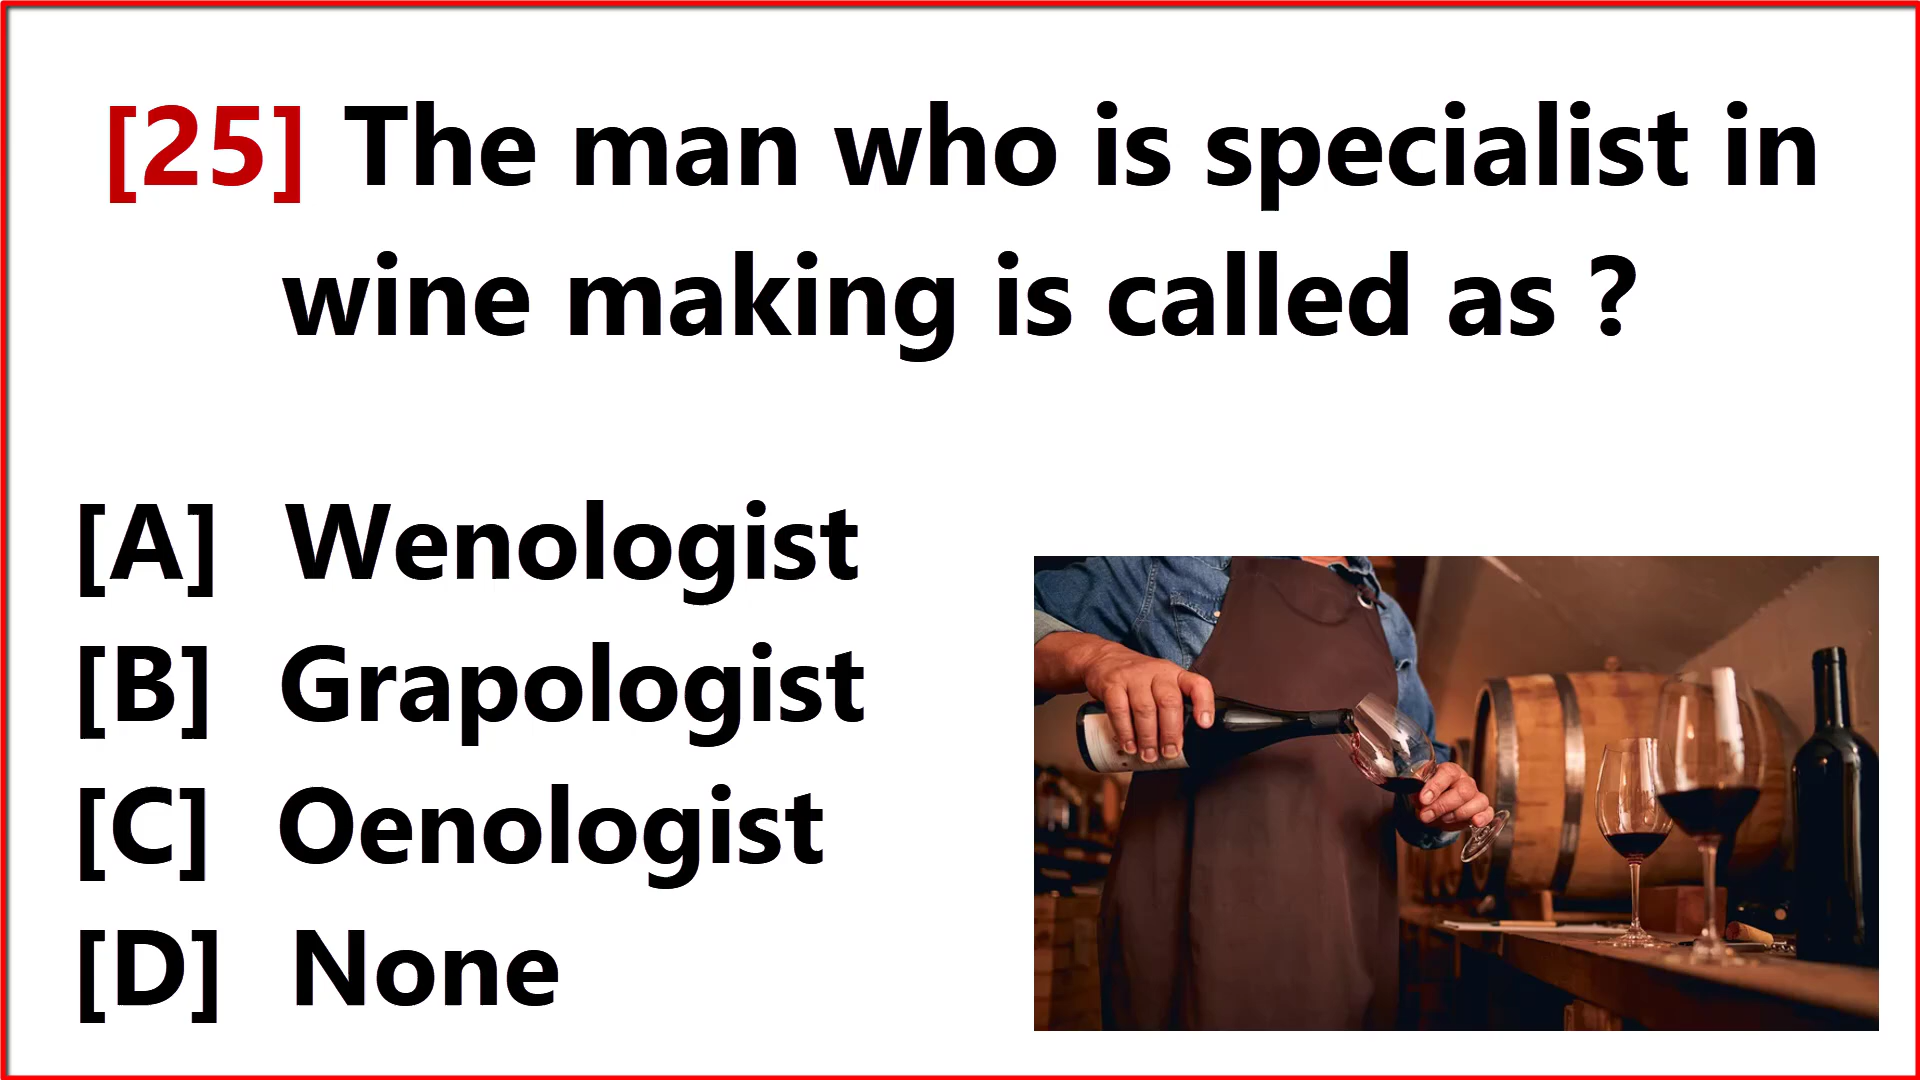 [25] The man who is specialist in
wine making is called as ?
[A] Wenologist
[B] Grapologist
[C] Oenologist
[D] None